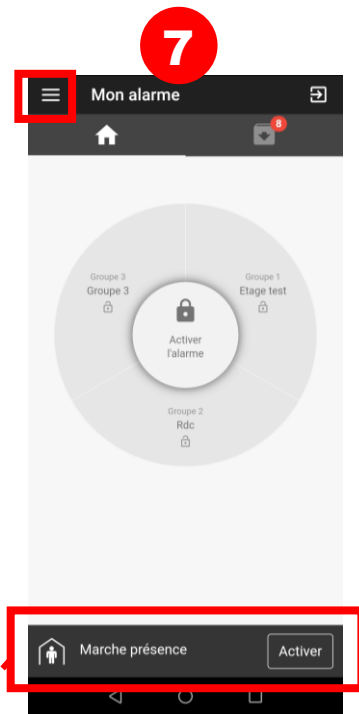 7
Mon alarme
8
Groupe 3
Groupe 3
Groupe 1
Etage test
Activer
l'alarme
Groupe 2
Rdc
Marche présence
Activer